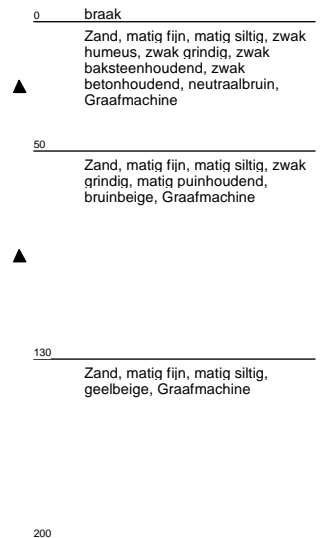 0 braak
Zand, matig fijn, matig siltig, zwak
humeus, zwak grindig, zwak
baksteenhoudend, zwak
betonhoudend, neutraalbruin,
Graafmachine
50
Zand, matig fijn, matig siltig, zwak
grindig, matig puinhoudend,
bruinbeige, Graafmachine
130
Zand, matig fijn, matig siltig,
geelbeige, Graafmachine
200